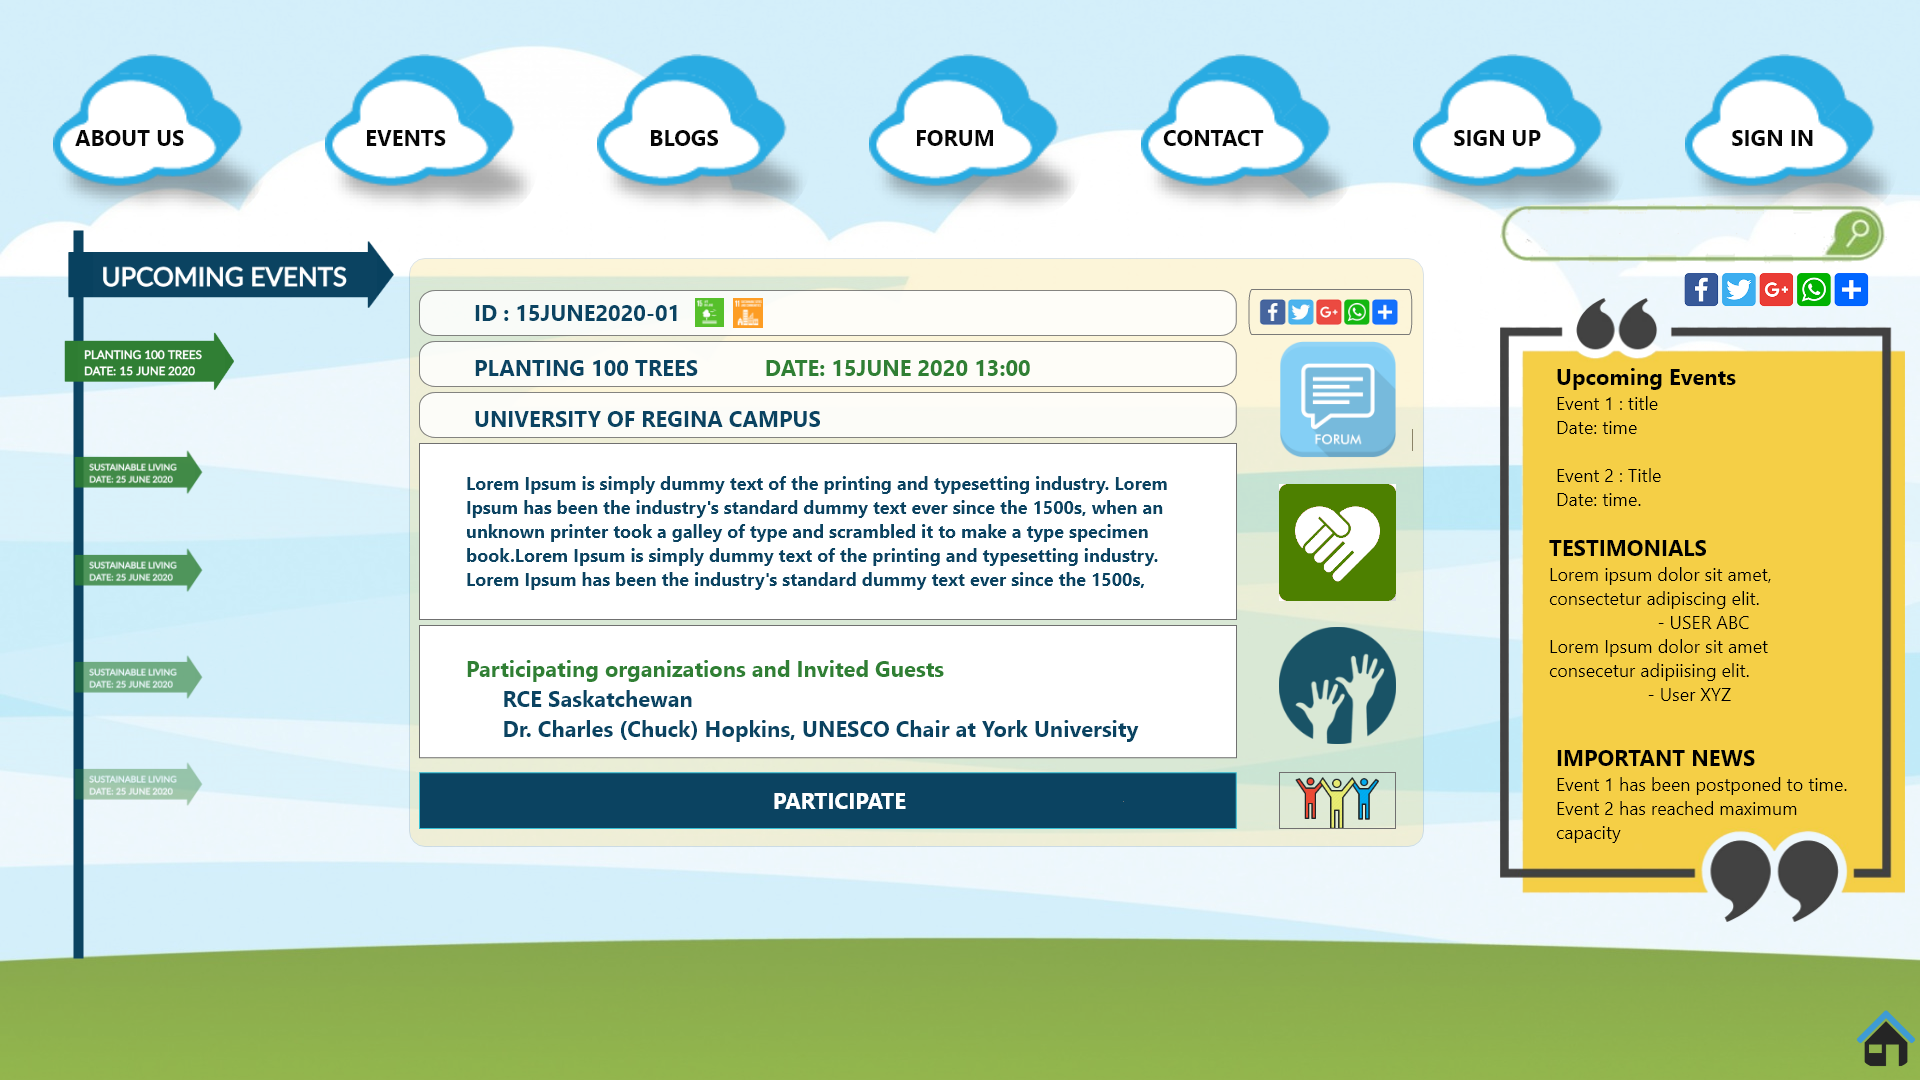 ABOUT US
EVENTS
BLOGS
FORUM
CONTACT
SIGN UP
SIGN IN
UPCOMING EVENTS
PLANTING 100 TREES
DATE: 15 JUNE 2020
SUSTAINABLE LIVING
DATE: 25 JUNE 2020
SUSTAINABLE LIVING
DATE: 25 JUNE 2020
SUSTAINABLE LIVING
DATE: 25 JUNE 2020
SUSTAINABLE LIVING
DATE: 25 JUNE 2020
ID : 15JUNE2020-01
PLANTING 100 TREES DATE: 15JUNE 2020 13:00
UNIVERSITY OF REGINA CAMPUS
Lorem Ipsum is simply dummy text of the printing and typesetting industry. Lorem
Ipsum has been the industry's standard dummy text ever since the 1500s, when an
unknown printer took a galley of type and scrambled it to make a type specimen
book.Lorem Ipsum is simply dummy text of the printing and typesetting industry.
Lorem Ipsum has been the industry's standard dummy text ever since the 1500s,
Participating organizations and Invited Guests
RCE Saskatchewan
Dr. Charles (Chuck) Hopkins, UNESCO Chair at York University
PARTICIPATE
FORUM
Upcoming Events
Event 1 : title
Date: time
Event 2 : Title
Date: time.
TESTIMONIALS
Lorem ipsum dolor sit amet,
consectetur adipiscing elit.
- USER ABC
Lorem Ipsum dolor sit amet
consecetur adipiising elit.
- User XYZ
IMPORTANT NEWS
Event 1 has been postponed to time.
Event 2 has reached maximum
capacity